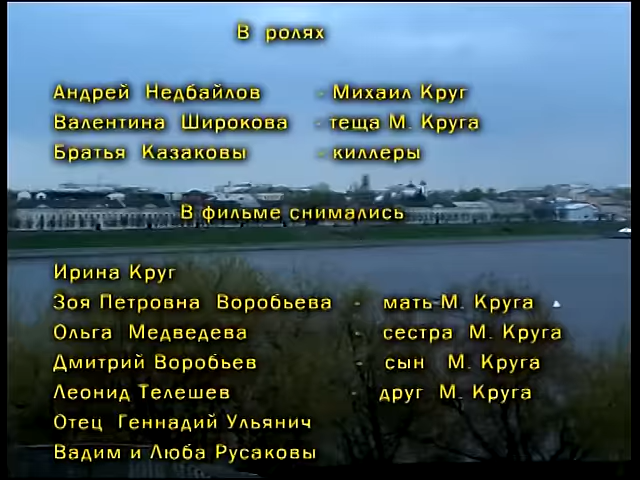 В ролях
Андрей Недбайлов - Михаил Круг
Валентина Широкова - теща М. Круга
Братья Казаковы - киллеры
В фильме снимались
Ирина Круг
Зоя Петровна Воробьева - мать М. Круга
Ольга Медведева - сестра М. Круга
Дмитрий Воробьев - сын М. Круга
Леонид Телешев - друг М. Круга
Отец Геннадий Ульянич
Вадим и Люба Русаковы